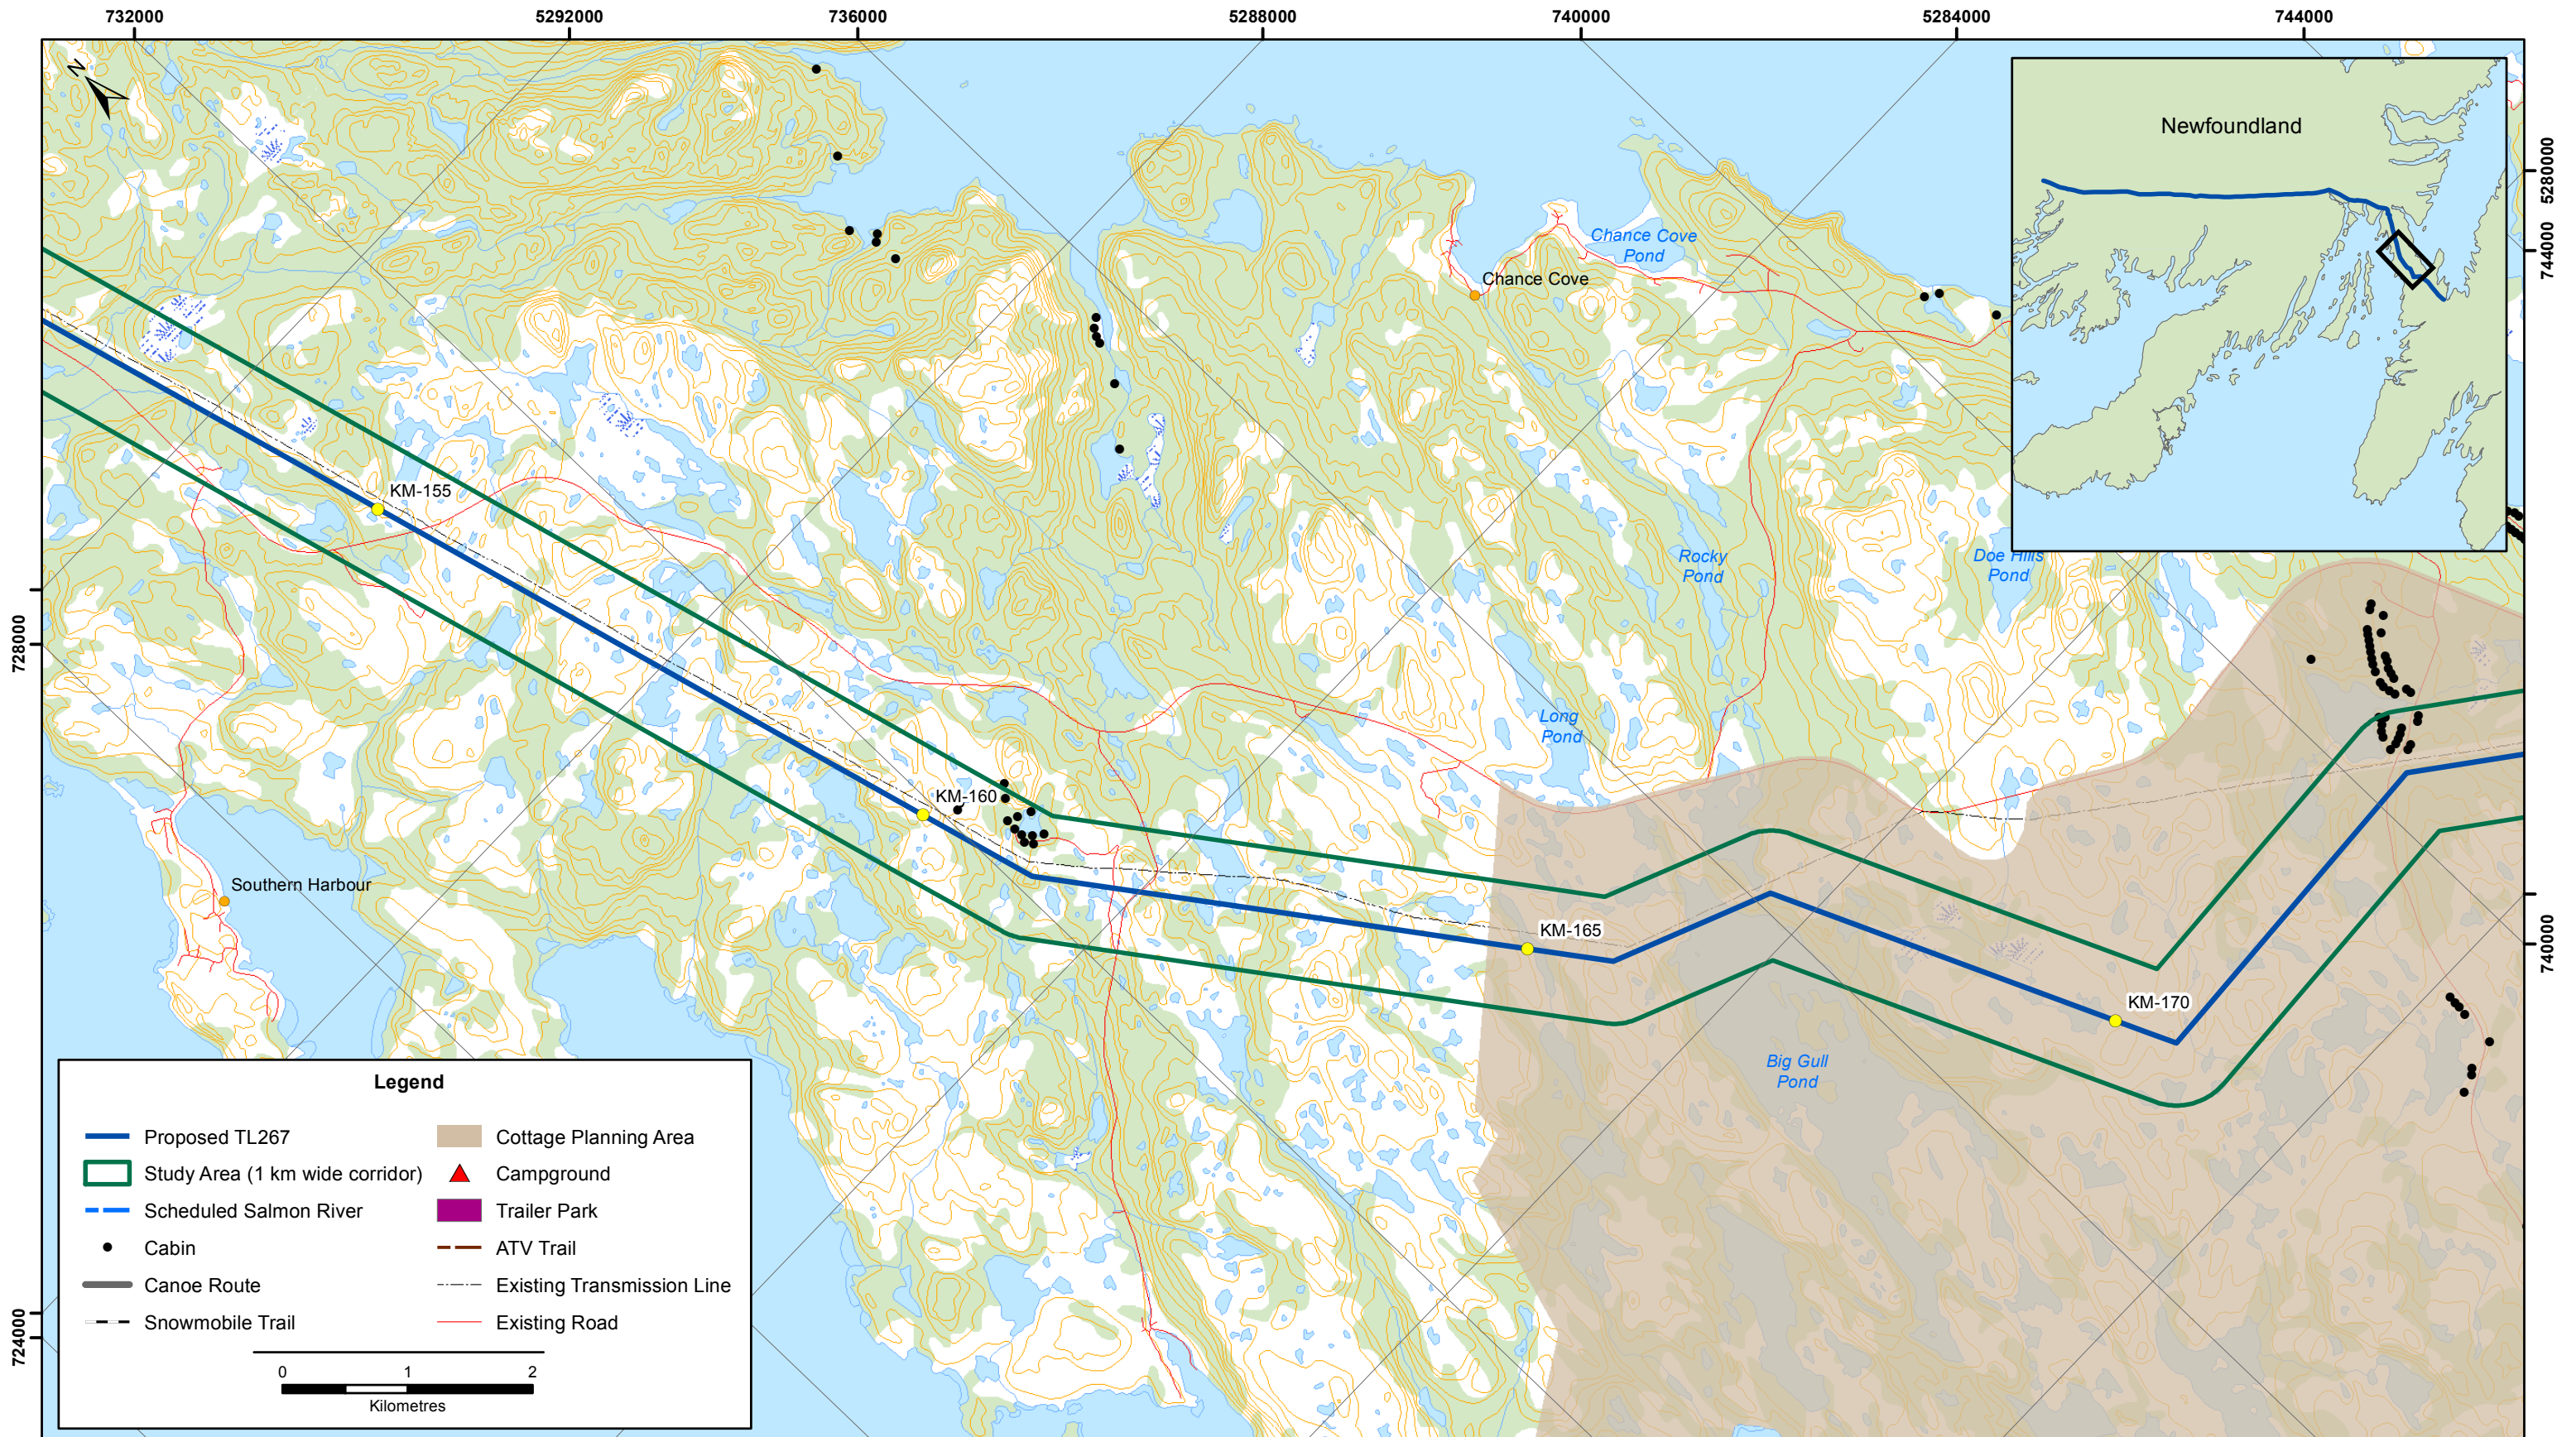 732000
5292000
736000
5288000
740000
5284000
744000
N
Newfoundland
5280000
744000
Chance Cove
Pond
Chance Cove
KM-155
Rocky
Pond
Doe Hills
Pond
728000
Long
Pond
KM-160
Southern Harbour
KM-165
740000
KM-170
Big Gull
Pond
Legend
Proposed TL267
Study Area (1 km wide corridor)
Scheduled Salmon River
Cabin
Canoe Route
Snowmobile Trail
Cottage Planning Area
Campground
Trailer Park
ATV Trail
Existing Transmission Line
Existing Road
0 1 2
Kilometres
724000